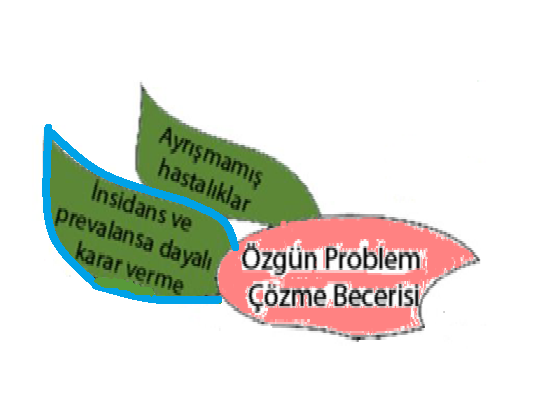 Ayrışmamış
hastalıklar
İnsidans ve
prevalansa dayalı
karar verme
Özgün Problem
Çözme Becerisi